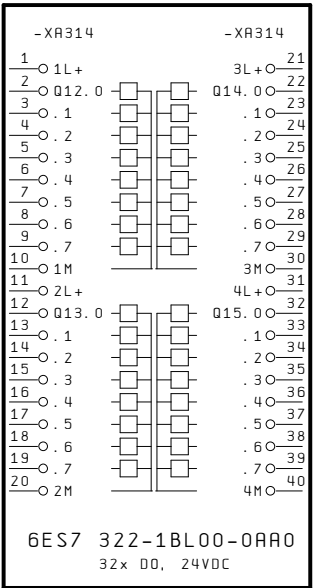 -XA314 -XA314
1 1L+ 3L+ 21
2 Q12.0 Q14.0 22
3 .1 .1 23
4 .2 .2 24
5 .3 .3 25
6 .4 .4 26
7 .5 .5 27
8 .6 .6 28
9 .7 .7 29
10 1M 3M 30
11 2L+ 4L+ 31
12 Q13.0 Q15.0 32
13 .1 .1 33
14 .2 .2 34
15 .3 .3 35
16 .4 .4 36
17 .5 .5 37
18 .6 .6 38
19 .7 .7 39
20 2M 4M 40
6ES7 322-1BL00-0AA0
32x DO, 24VDC